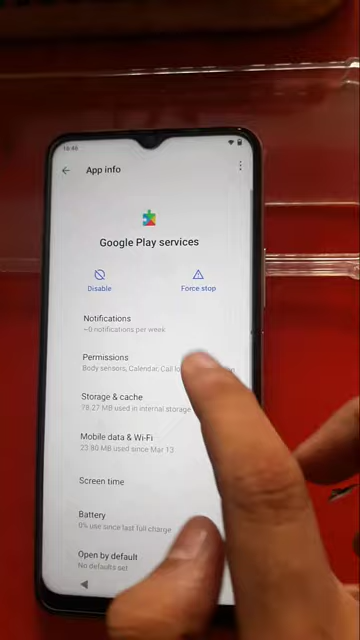 10:46
App info
Google Play services
Disable
Force stop
Notifications
~0 notifications per week
Permissions
Body sensors, Calendar, Call
Storage & cache
78.27 MB used in internal storage
Mobile data & Wi-Fi
23.80 MB used since Mar 13
Screen time
Battery
0% use since last full charge
Open by default
No defaults set